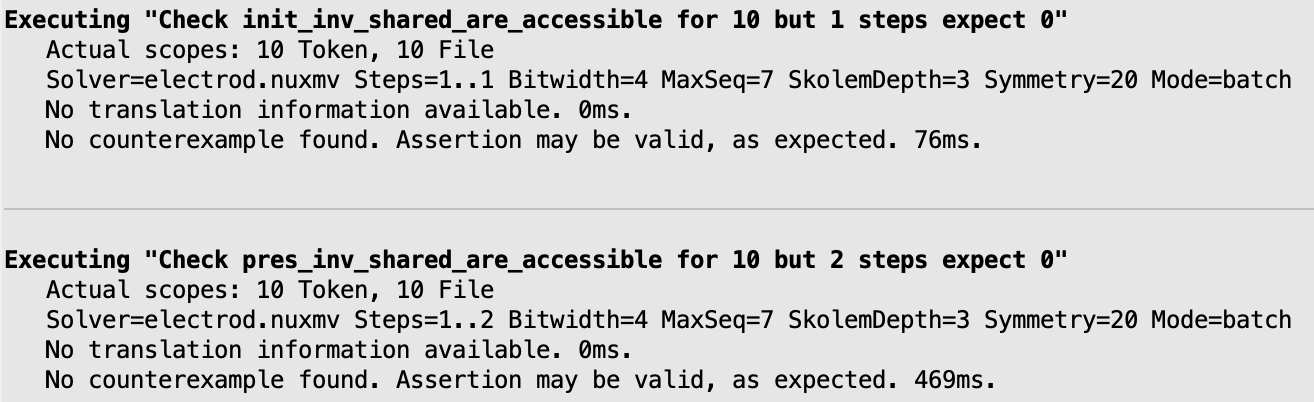 Executing "Check init_inv_shared_are_accessible for 10 but 1 steps expect 0"
Actual scopes: 10 Token, 10 File
Solver=electrod.nuxmv Steps=1..1 Bitwidth=4 MaxSeq=7 SkolemDepth=3 Symmetry=20 Mode=batch
No translation information available. 0ms.
No counterexample found. Assertion may be valid, as expected. 76ms.
Executing "Check pres_inv_shared_are_accessible for 10 but 2 steps expect 0"
Actual scopes: 10 Token, 10 File
Solver=electrod.nuxmv Steps=1..2 Bitwidth=4 MaxSeq=7 SkolemDepth=3 Symmetry=20 Mode=batch
No translation information available. 0ms.
No counterexample found. Assertion may be valid, as expected. 469ms.